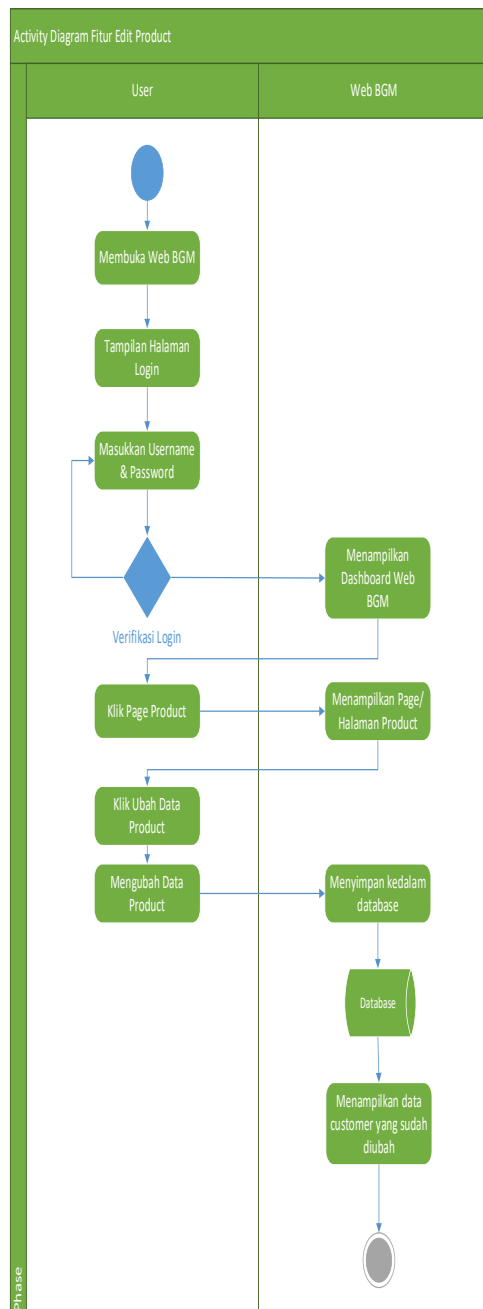 Activity Diagram Fitur Edit Product
User
Web BGM
Membuka Web BGM
Tampilan Halaman
Login
Masukkan Username
& Password
Verifikasi Login
Menampilkan
Dashboard Web
BGM
Klik Page Product
Menampilkan Page/
Halaman Product
Klik Ubah Data
Product
Mengubah Data
Product
Menyimpan kedalam
database
Database
Menampilkan data
customer yang sudah
diubah
Phase